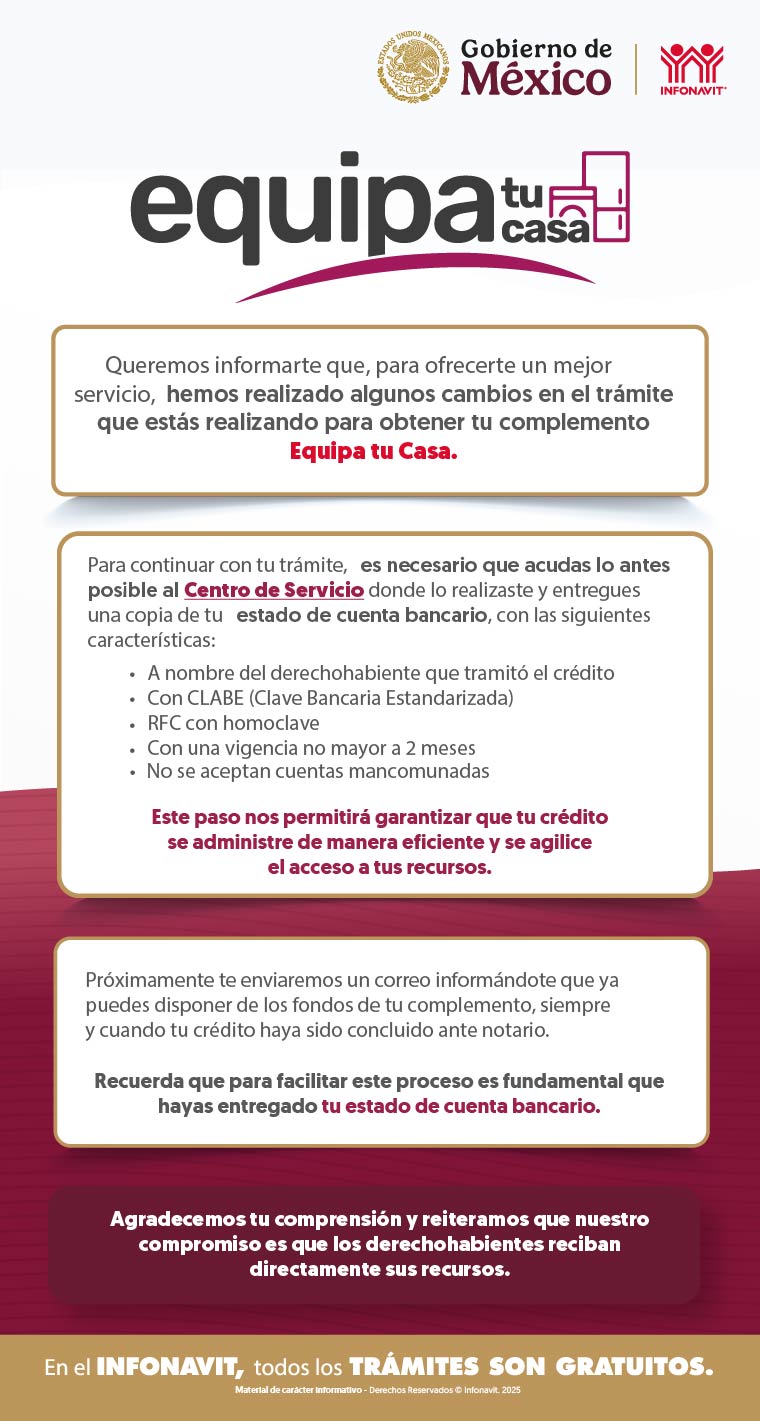 ESTADOS UNIDOS MEXICANOS
Gobierno de
México
INFONAVIT
equipa tu
casa
Queremos informarte que, para ofrecerte un mejor
servicio, hemos realizado algunos cambios en el trámite
que estás realizando para obtener tu complemento
Equipa tu Casa.
Para continuar con tu trámite, es necesario que acudas lo antes
posible al Centro de Servicio donde lo realizaste y entregues
una copia de tu estado de cuenta bancario, con las siguientes
características:
• A nombre del derechohabiente que tramitó el crédito
• Con CLABE (Clave Bancaria Estandarizada)
• RFC con homoclave
• Con una vigencia no mayor a 2 meses
• No se aceptan cuentas mancomunadas
Este paso nos permitirá garantizar que tu crédito
se administre de manera eficiente y se agilice
el acceso a tus recursos.
Próximamente te enviaremos un correo informándote que ya
puedes disponer de los fondos de tu complemento, siempre
y cuando tu crédito haya sido concluido ante notario.
Recuerda que para facilitar este proceso es fundamental que
hayas entregado tu estado de cuenta bancario.
Agradecemos tu comprensión y reiteramos que nuestro
compromiso es que los derechohabientes reciban
directamente sus recursos.
En el INFONAVIT, todos los TRÁMITES SON GRATUITOS.
Material de carácter informativo - Derechos Reservados © Infonavit. 2025